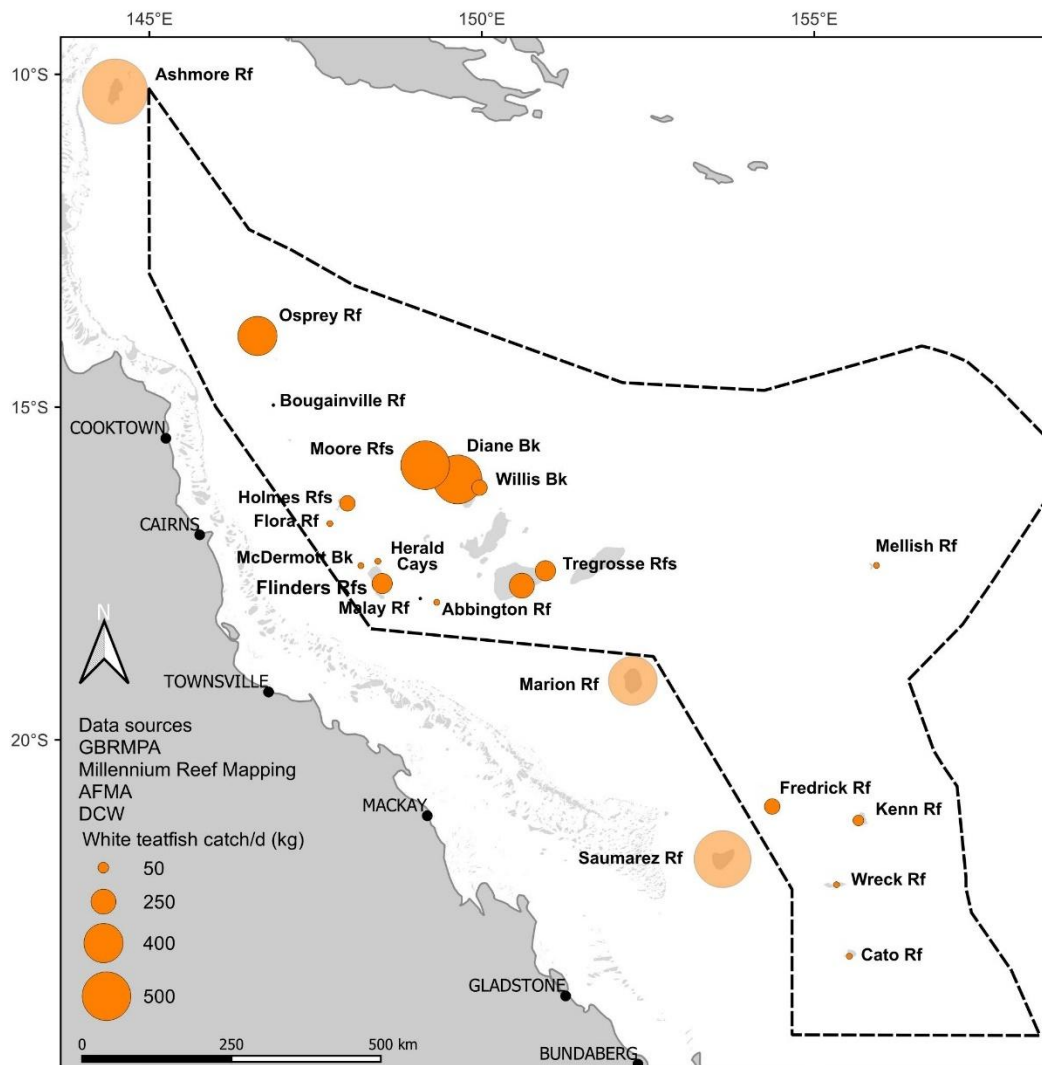 145°E
150°E
155°E
10°S
Ashmore Rf
Osprey Rf
15°S
Bougainville Rf
COOKTOWN
Moore Rfs
Diane Bk
Willis Bk
Holmes Rfs
Flora Rf
CAIRNS
McDermott Bk
Herald
Cays
Tregrosse Rfs
Mellish Rf
Flinders Rfs
Malay Rf
Abbington Rf
N
TOWNSVILLE
Marion Rf
Data sources
GBRMPA
Millennium Reef Mapping
AFMA
DCW
20°S
MACKAY
Fredrick Rf
Kenn Rf
White teatfish catch/d (kg)
50
250
400
500
Saumarez Rf
Wreck Rf
Cato Rf
GLADSTONE
0
250
500 km
BUNDABERG